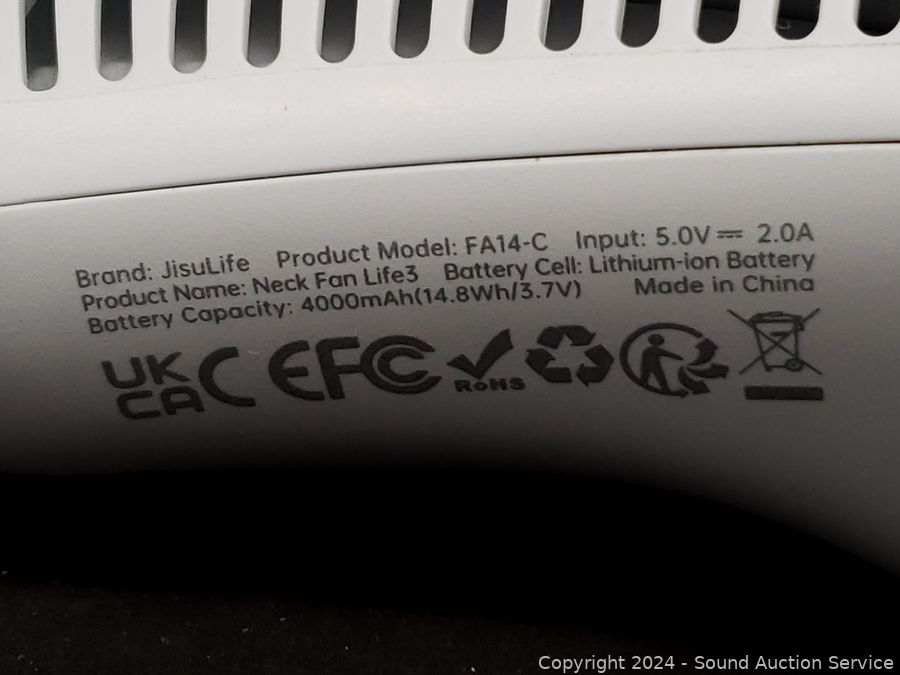 Brand: JisuLife Product Model: FA14-C Input: 5.0V⎓ 2.0A
Product Name: Neck Fan Life3 Battery Cell: Lithium-ion Battery
Battery Capacity: 4000mAh(14.8Wh/3.7V) Made in China
UK
CA CE FC RoHS
Copyright 2024 - Sound Auction Service